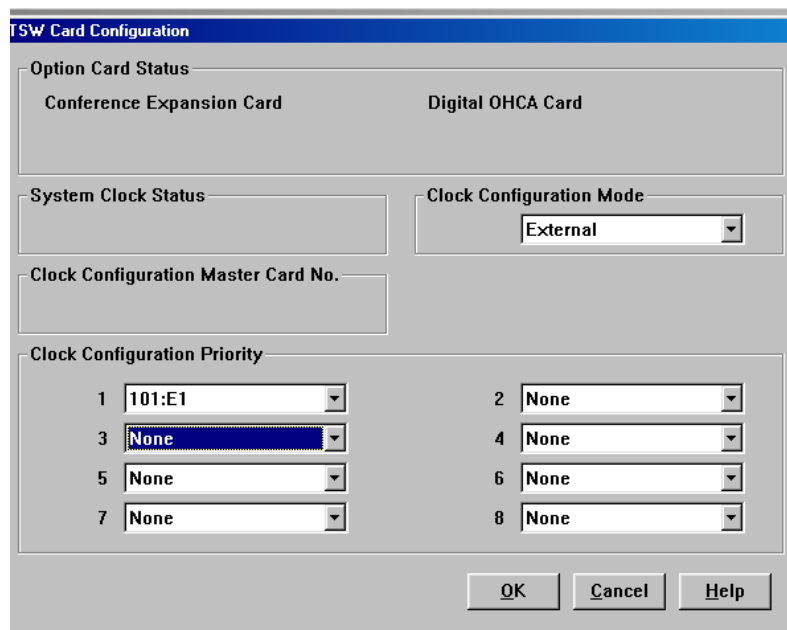 TSW Card Configuration
Option Card Status
Conference Expansion Card Digital OHCA Card
System Clock Status Clock Configuration Mode
External
Clock Configuration Master Card No.
Clock Configuration Priority
1 101:E1 2 None
3 None 4 None
5 None 6 None
7 None 8 None
OK Cancel Help